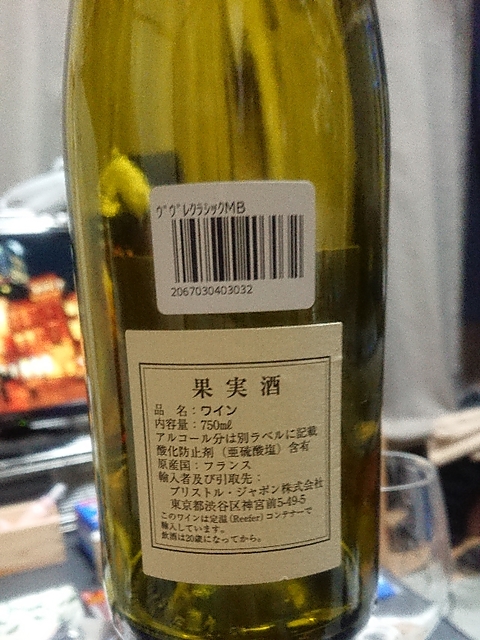 ヴヴレクラシックMB
2067030403032
果実酒
品 名：ワイン
内容量：750㎖
アルコール分は別ラベルに記載
酸化防止剤（亜硫酸塩）含有
原産国：フランス
輸入者及び引取先：
ブリストル・ジャポン株式会社
東京都渋谷区神宮前5-49-5
このワインは定温（Reefer）コンテナーで
輸入しています。
飲酒は20歳になってから。